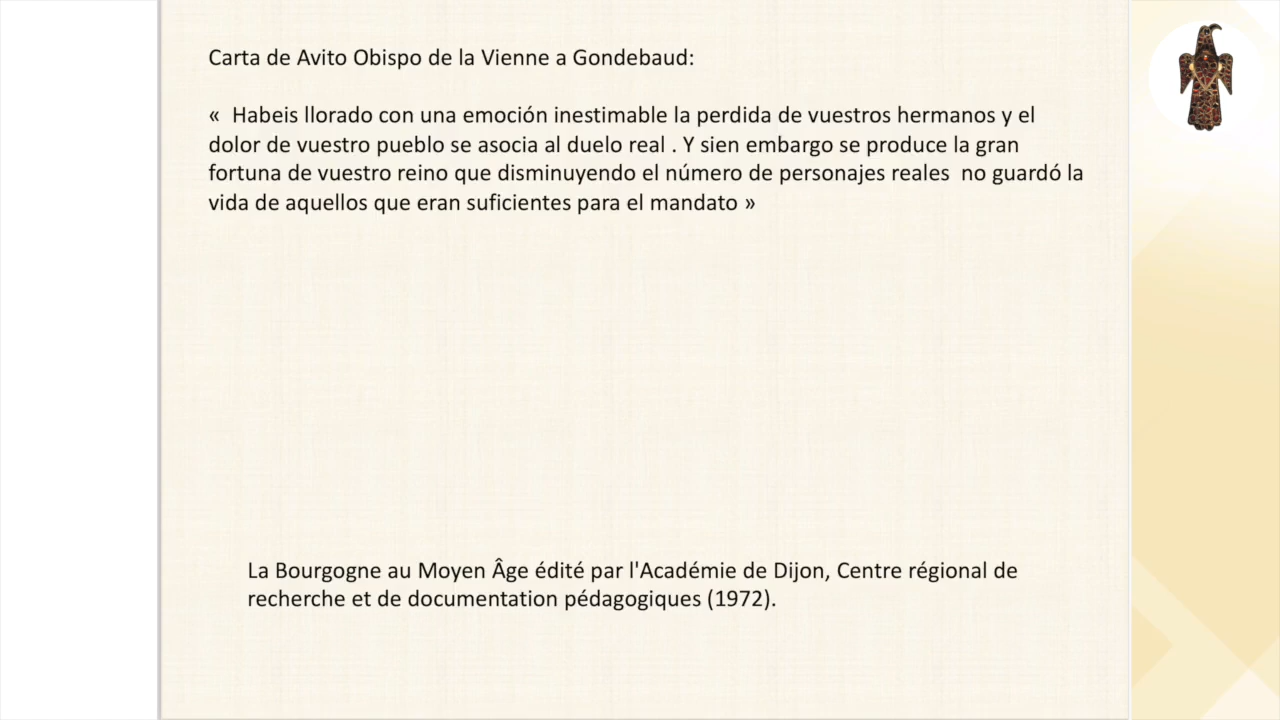 Carta de Avito Obispo de la Vienne a Gondebaud:
«  Habeis llorado con una emoción inestimable la perdida de vuestros hermanos y el
dolor de vuestro pueblo se asocia al duelo real . Y sien embargo se produce la gran
fortuna de vuestro reino que disminuyendo el número de personajes reales  no guardó la
vida de aquellos que eran suficientes para el mandato »
La Bourgogne au Moyen Âge édité par l'Académie de Dijon, Centre régional de
recherche et de documentation pédagogiques (1972).